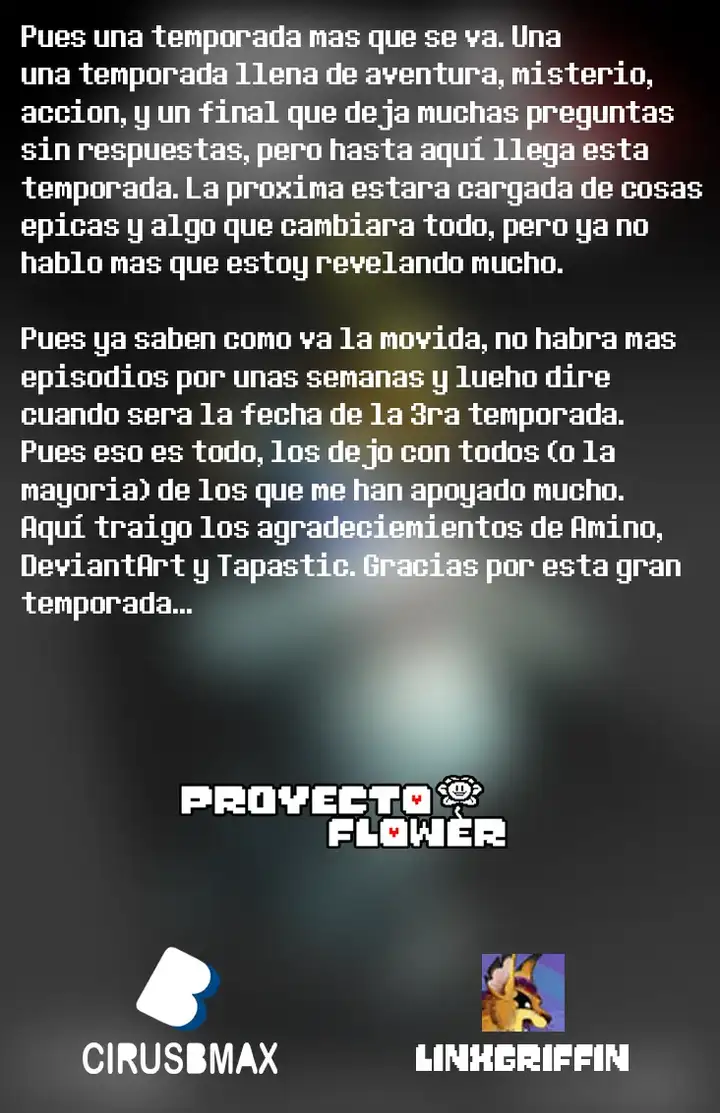 Pues una temporada mas que se va. Una
una temporada llena de aventura, misterio,
accion, y un final que deja muchas preguntas
sin respuestas, pero hasta aquí llega esta
temporada. La proxima estara cargada de cosas
epicas y algo que cambiara todo, pero ya no
hablo mas que estoy revelando mucho.
Pues ya saben como va la movida, no habra mas
episodios por unas semanas y lueho dire
cuando sera la fecha de la 3ra temporada.
Pues eso es todo, los dejo con todos (o la
mayoria) de los que me han apoyado mucho.
Aquí traigo los agradeciemientos de Amino,
DeviantArt y Tapastic. Gracias por esta gran
temporada...
PROYECTO
FLOWER
CIRUSBMAX
LINKGRIFFIN